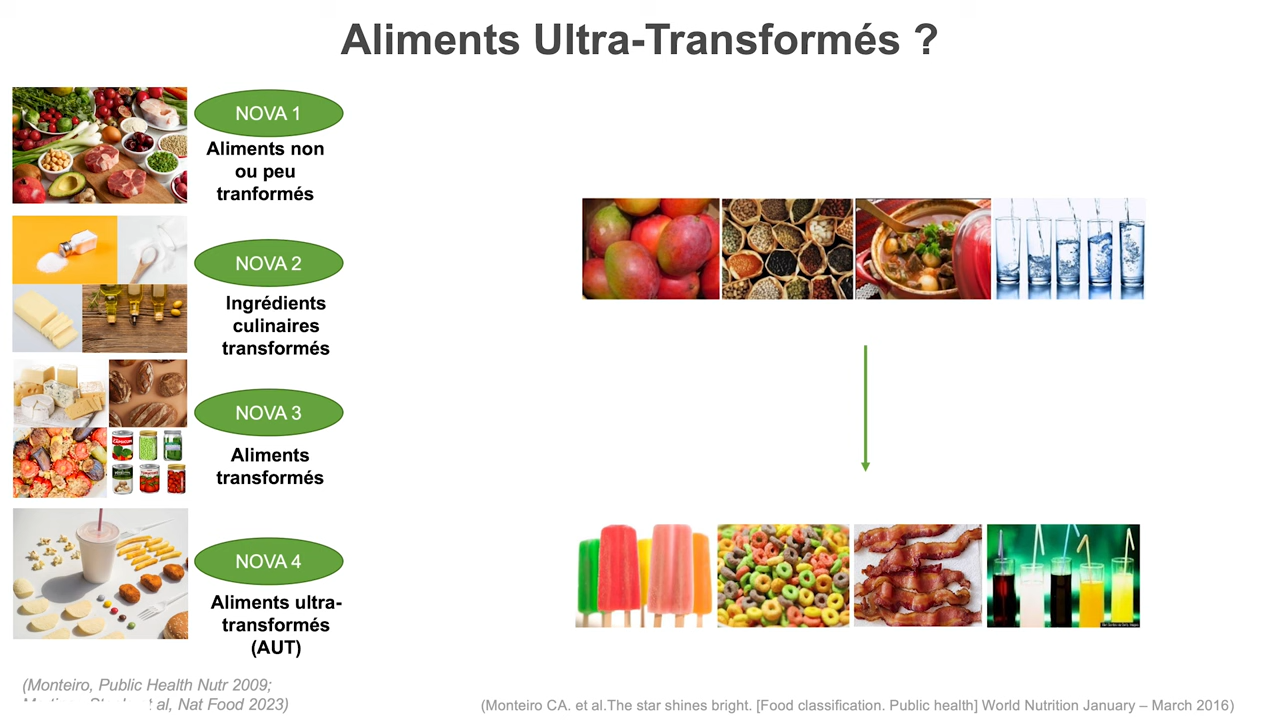 Aliments Ultra-Transformés ?
NOVA 1
Aliments non
ou peu
tranformés
NOVA 2
Ingrédients
culinaires
transformés
NOVA 3
Aliments
transformés
NOVA 4
Aliments ultra-
transformés
(AUT)
(Monteiro, Public Health Nutr 2009;
al, Nat Food 2023)
(Monteiro CA. et al.The star shines bright. [Food classification. Public health] World Nutrition January – March 2016)